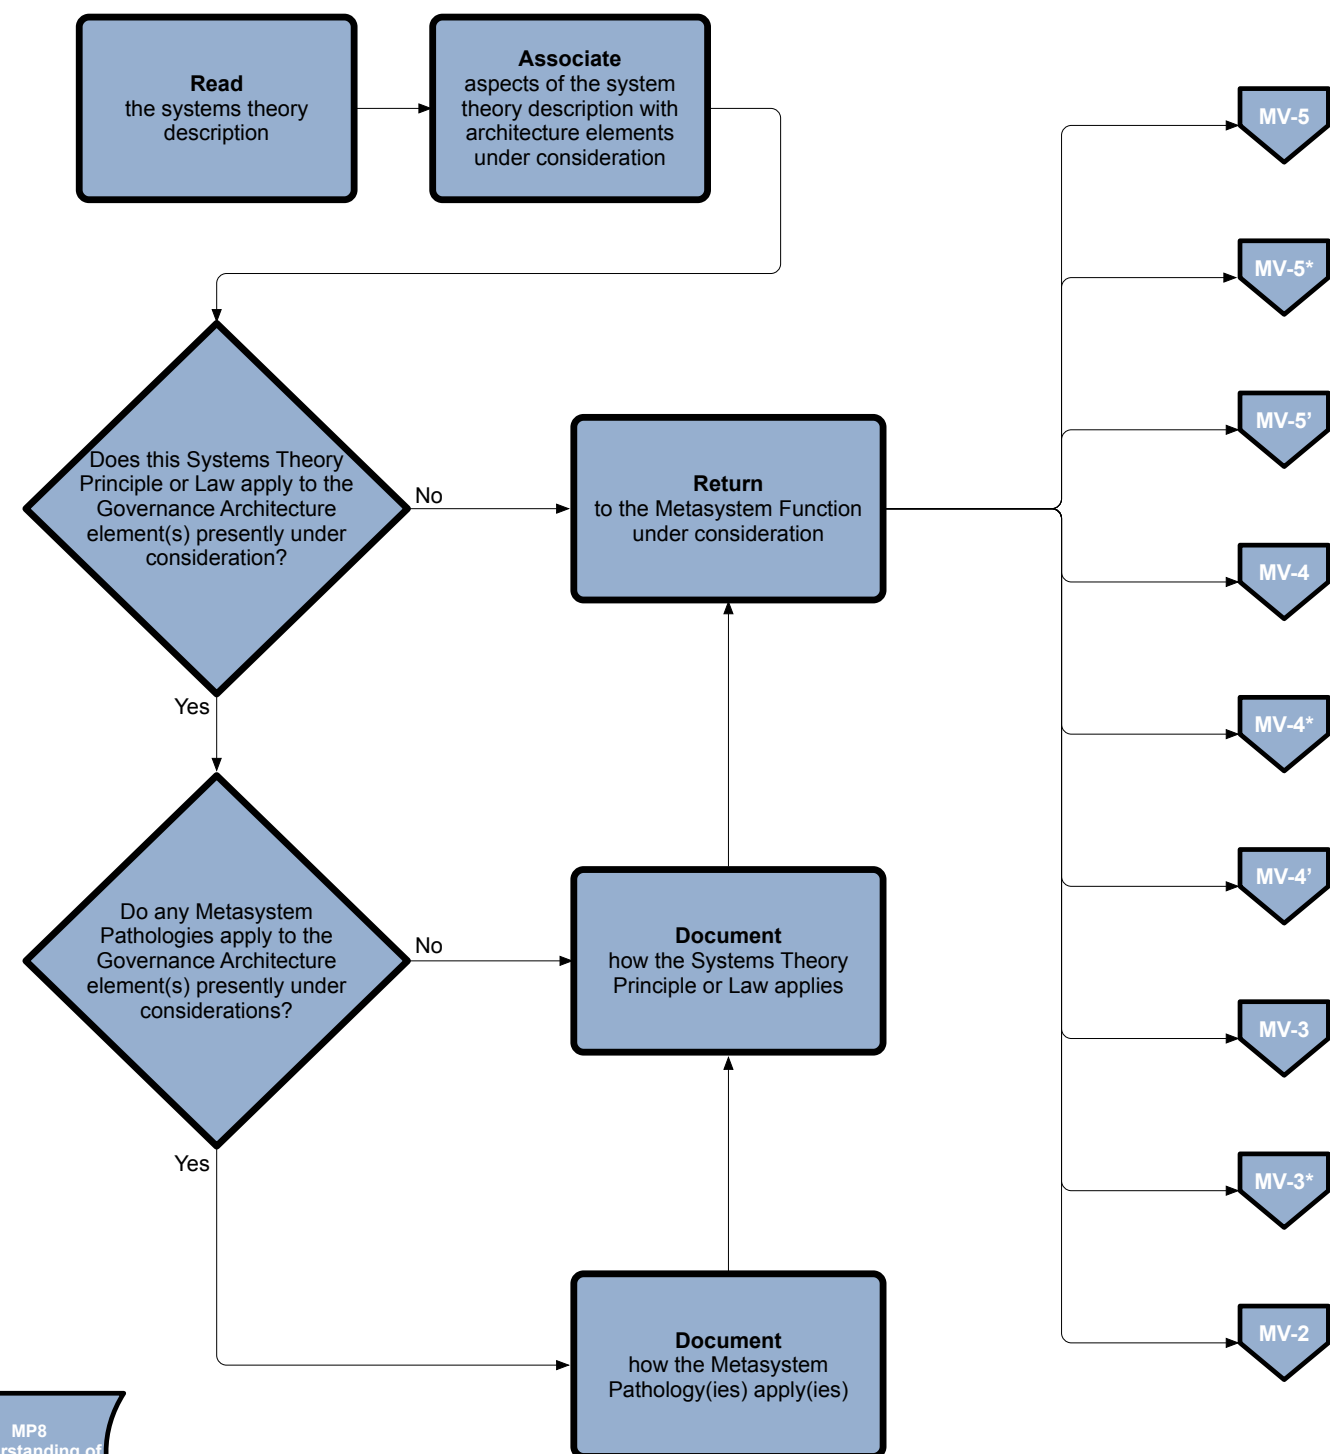 Read
the systems theory
description
Associate
aspects of the system
theory description with
architecture elements
under consideration
MV-5
MV-5*
MV-5’
Does this Systems Theory
Principle or Law apply to the
Governance Architecture
element(s) presently under
consideration?
No
Yes
Return
to the Metasystem Function
under consideration
MV-4
MV-4*
MV-4’
Do any Metasystem
Pathologies apply to the
Governance Architecture
element(s) presently under
considerations?
No
Yes
Document
how the Systems Theory
Principle or Law applies
MV-3
MV-3*
MV-2
Document
how the Metasystem
Pathology(ies) apply(ies)
MP8
of